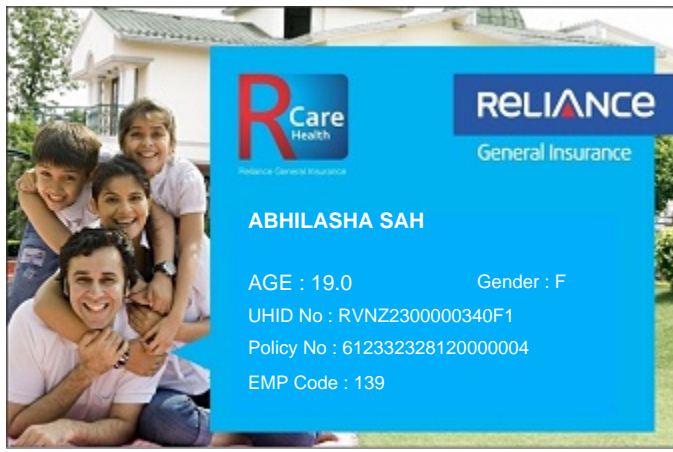 R Care
Health
Reliance General Insurance
RELIANCE
General Insurance
ABHILASHA SAH
AGE : 19.0 Gender : F
UHID No : RVNZ2300000340F1
Policy No : 612332328120000004
EMP Code : 139